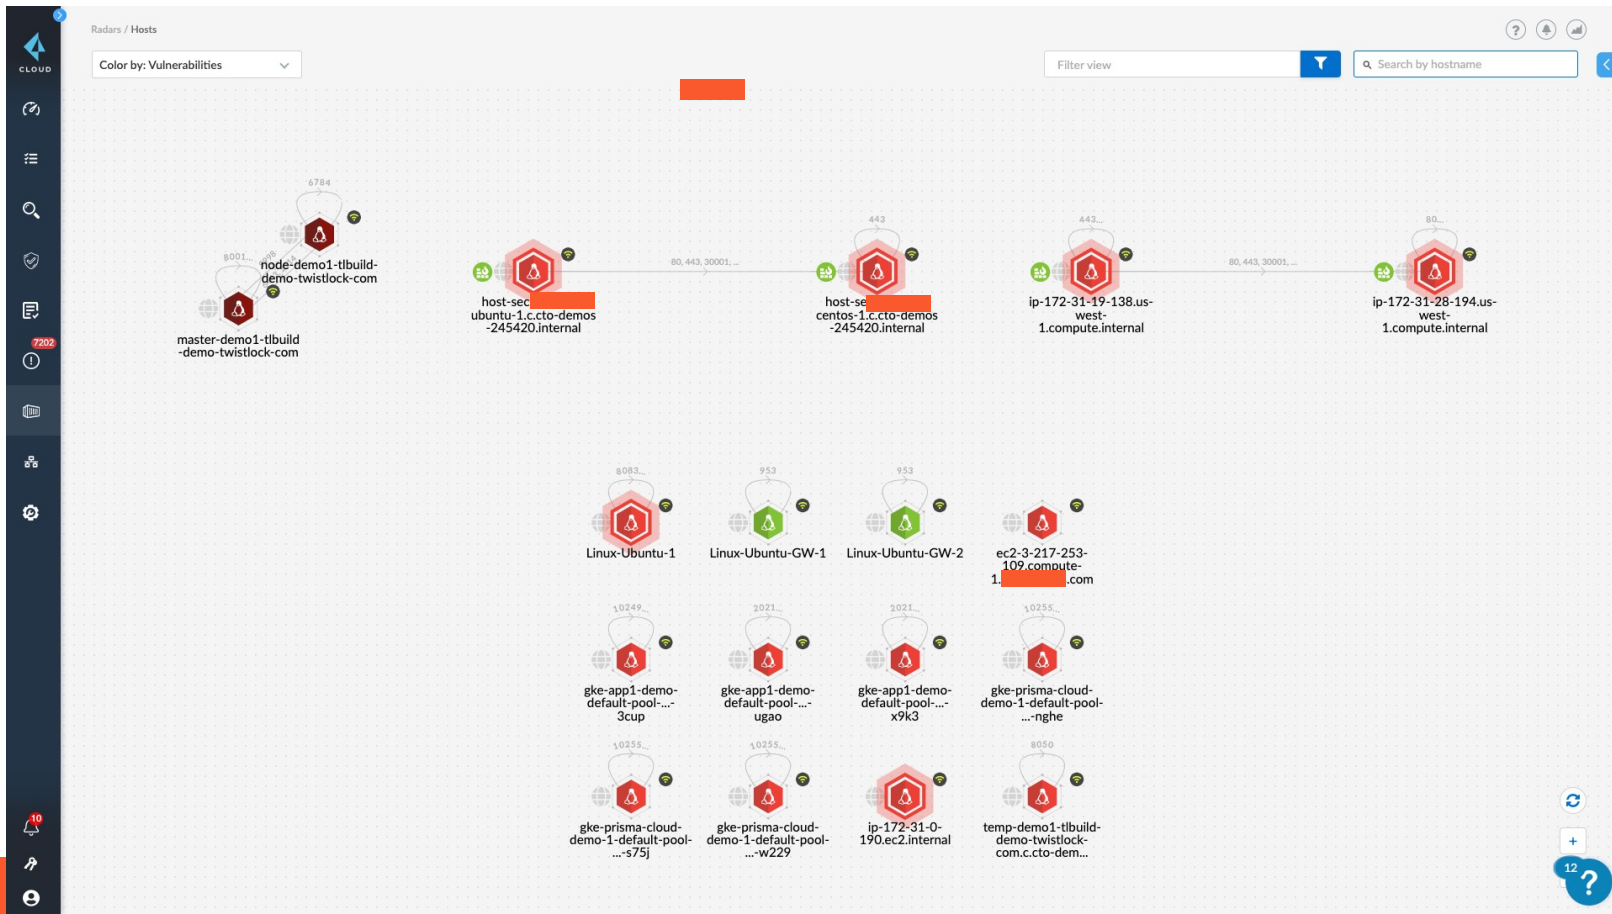 Radars / Hosts
CLOUD
Color by: Vulnerabilities
Filter view
Search by hostname
6784
8001...
node-demo1-tlbuild-
demo-twistlock-com
master-demo1-tlbuild
-demo-twistlock-com
80, 443, 30001, ...
host-sec
ubuntu-1.c.cto-demos
-245420.internal
443
host-se
centos-1.c.cto-demos
-245420.internal
443...
ip-172-31-19-138.us-
west-
1.compute.internal
80, 443, 30001, ...
80...
ip-172-31-28-194.us-
west-
1.compute.internal
7202
8083...
Linux-Ubuntu-1
953
Linux-Ubuntu-GW-1
953
Linux-Ubuntu-GW-2
ec2-3-217-253-
109.compute-
1.
.com
10249...
gke-app1-demo-
default-pool-...-
3cup
2021...
gke-app1-demo-
default-pool-...-
ugao
2021...
gke-app1-demo-
default-pool-...-
x9k3
10255...
gke-prisma-cloud-
demo-1-default-pool-
...-nghe
10255...
gke-prisma-cloud-
demo-1-default-pool-
...-s75j
10255...
gke-prisma-cloud-
demo-1-default-pool-
...-w229
ip-172-31-0-
190.ec2.internal
8050
temp-demo1-tlbuild-
demo-twistlock-
com.c.cto-dem...
10
+
12
?